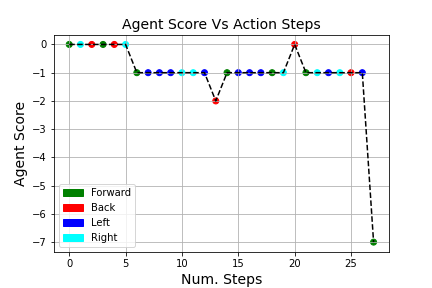 Agent Score Vs Action Steps
Agent Score
0
−1
−2
−3
−4
−5
−6
−7
Forward
Back
Left
Right
0 5 10 15 20 25
Num. Steps